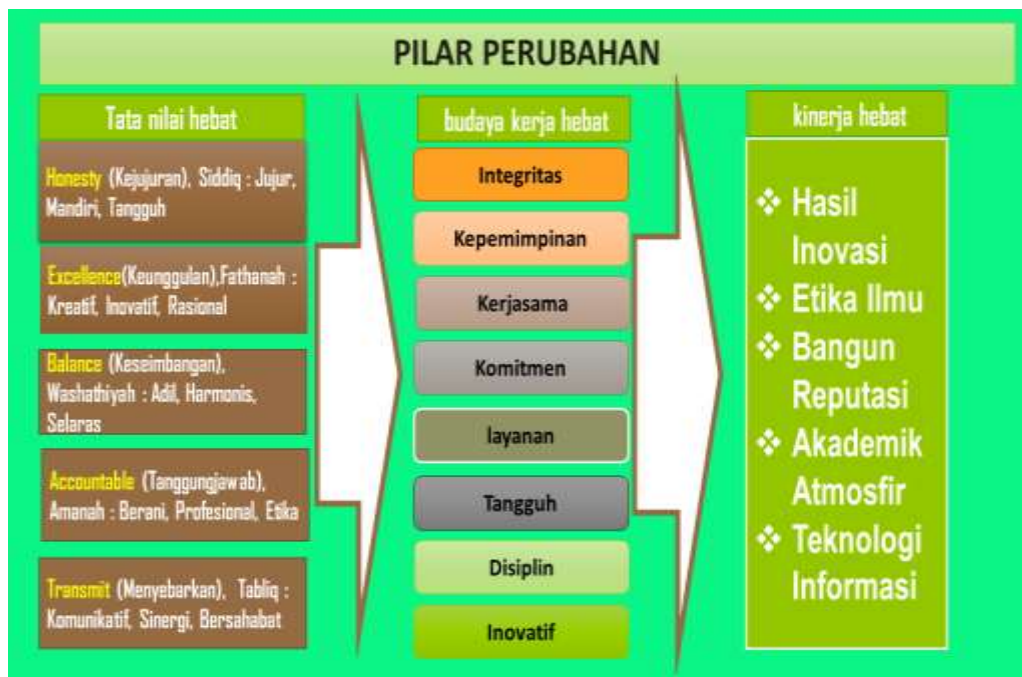 PILAR PERUBAHAN
Tata nilai hebat
Honesty (Kejujuran), Siddiq : Jujur,
Mandiri, Tangguh
Excellence(Keunggulan),Fathanah :
Kreatif, Inovatif, Rasional
Balance (Keseimbangan),
Washathiyah : Adil, Harmonis,
Selaras
Accountable (Tanggungjawab),
Amanah : Berani, Profesional, Etika
Transmit (Menyebarkan), Tabliq :
Komunikatif, Sinergi, Bersahabat
budaya kerja hebat
Integritas
Kepemimpinan
Kerjasama
Komitmen
layanan
Tangguh
Disiplin
Inovatif
kinerja hebat
❖ Hasil
Inovasi
❖ Etika Ilmu
❖ Bangun
Reputasi
❖ Akademik
Atmosfir
❖ Teknologi
Informasi